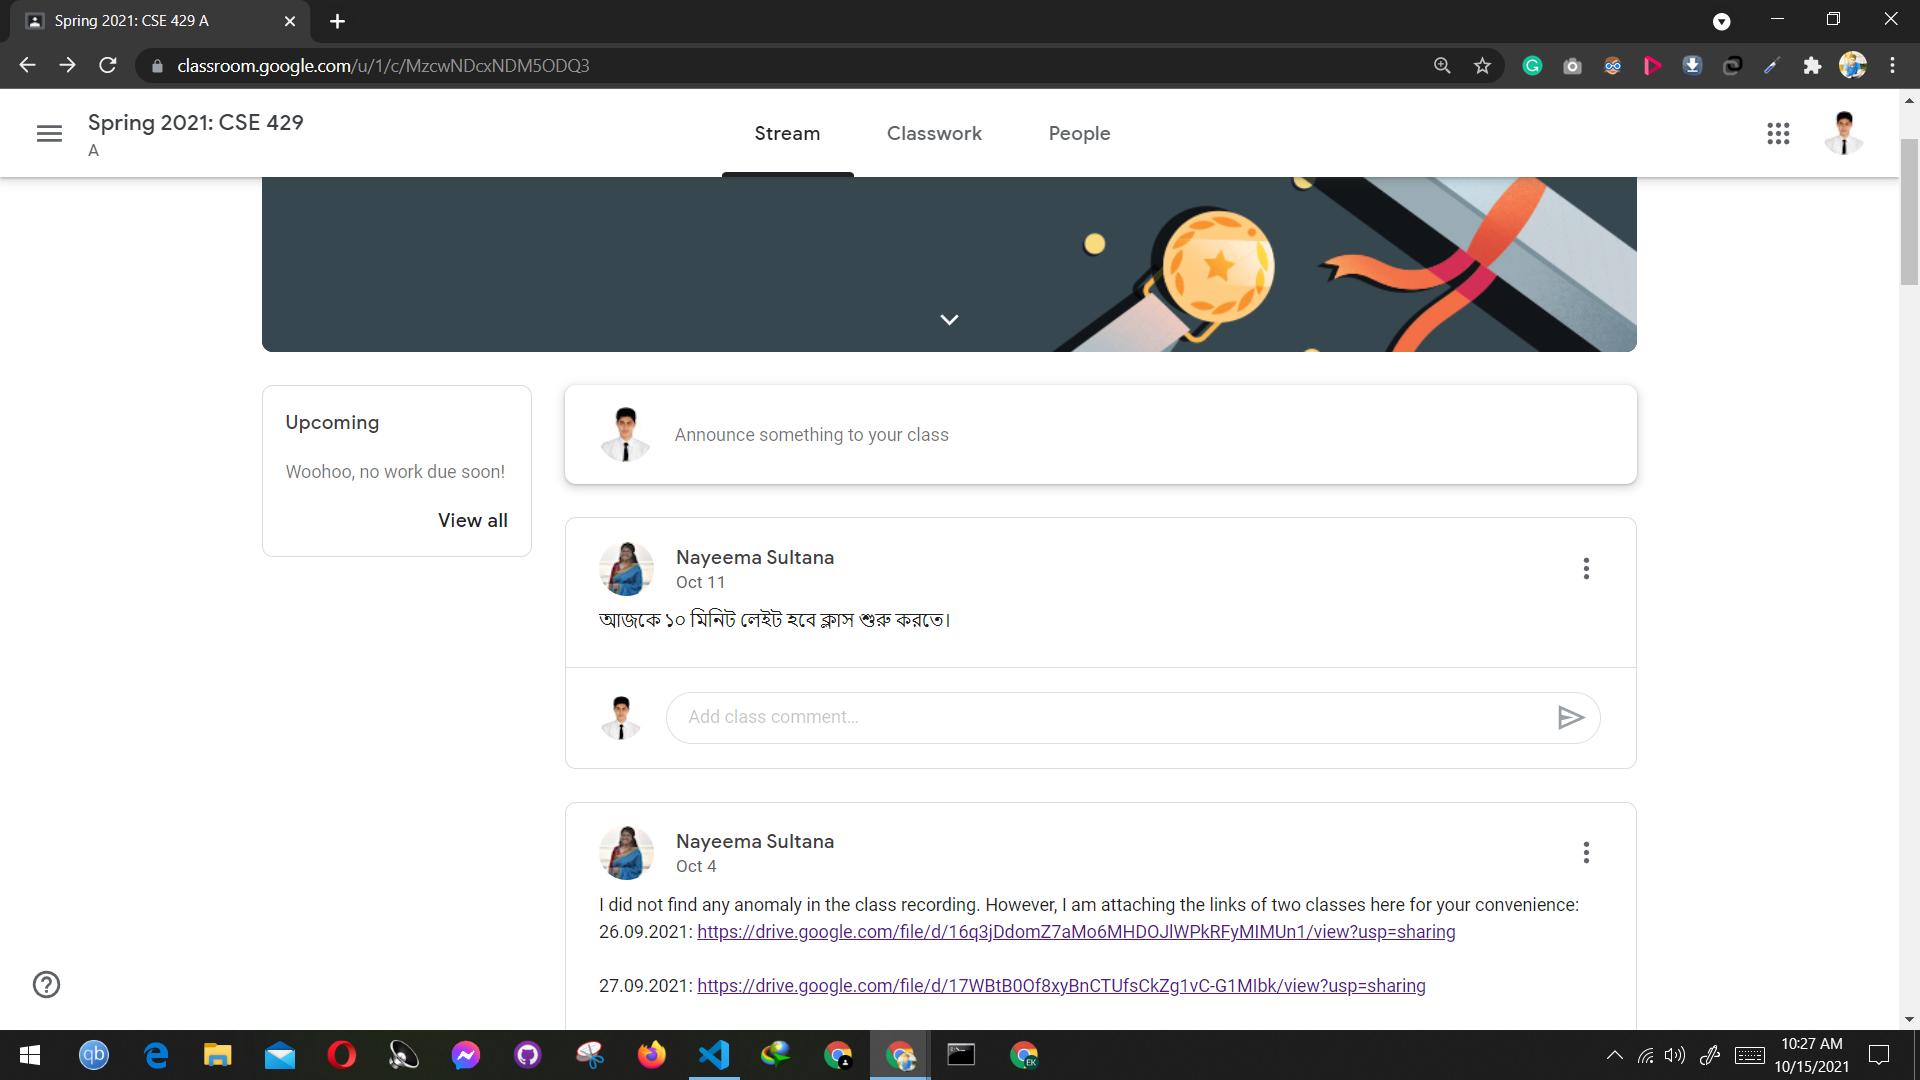 Spring 2021: CSE 429 A
classroom.google.com/u/1/c/MzcwNDcxNDM5ODQ3
Spring 2021: CSE 429
A
Stream
Classwork
People
Upcoming
Woohoo, no work due soon!
View all
Announce something to your class
Nayeema Sultana
Oct 11
আজকে ১০ মিনিট লেইট হবে ক্লাস শুরু করতে।
Add class comment...
Nayeema Sultana
Oct 4
I did not find any anomaly in the class recording. However, I am attaching the links of two classes here for your convenience:
26.09.2021: https://drive.google.com/file/d/16q3jDdomZ7aMo6MHDOJlWPkRFyMIMUn1/view?usp=sharing
27.09.2021: https://drive.google.com/file/d/17WBtB0Of8xyBnCTUfsCkZg1vC-G1MIbk/view?usp=sharing
qb
EK
10:27 AM
10/15/2021